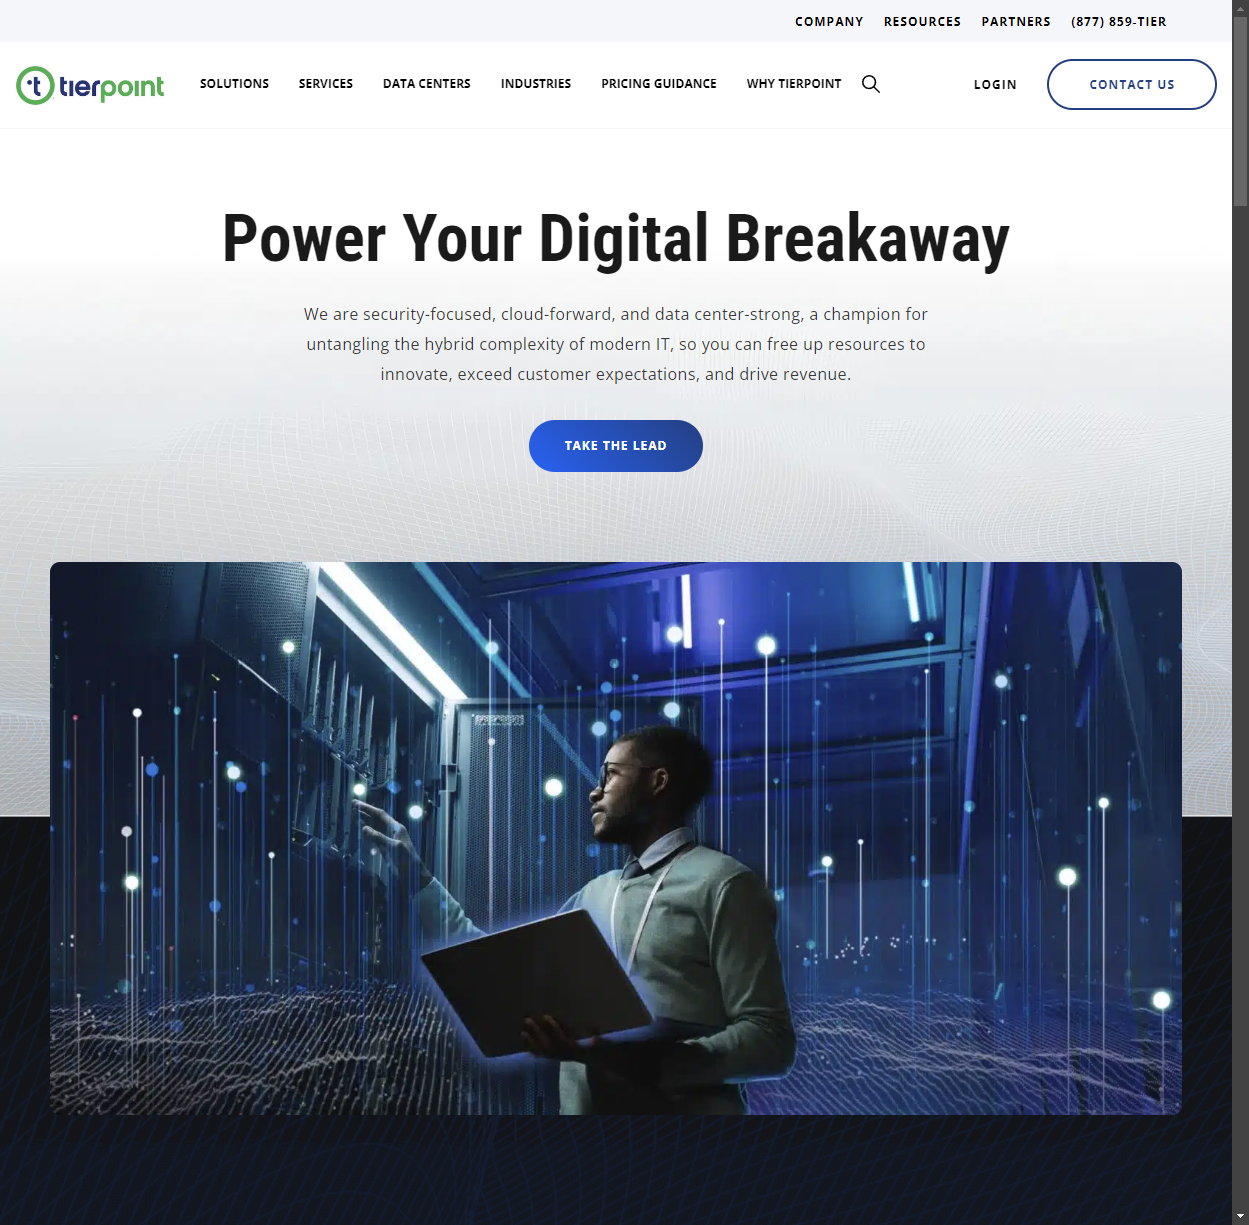 COMPANY RESOURCES PARTNERS (877) 859-TIER
tierpoint SOLUTIONS SERVICES DATA CENTERS INDUSTRIES PRICING GUIDANCE WHY TIERPOINT LOGIN CONTACT US
Power Your Digital Breakaway
We are security-focused, cloud-forward, and data center-strong, a champion for
untangling the hybrid complexity of modern IT, so you can free up resources to
innovate, exceed customer expectations, and drive revenue.
TAKE THE LEAD